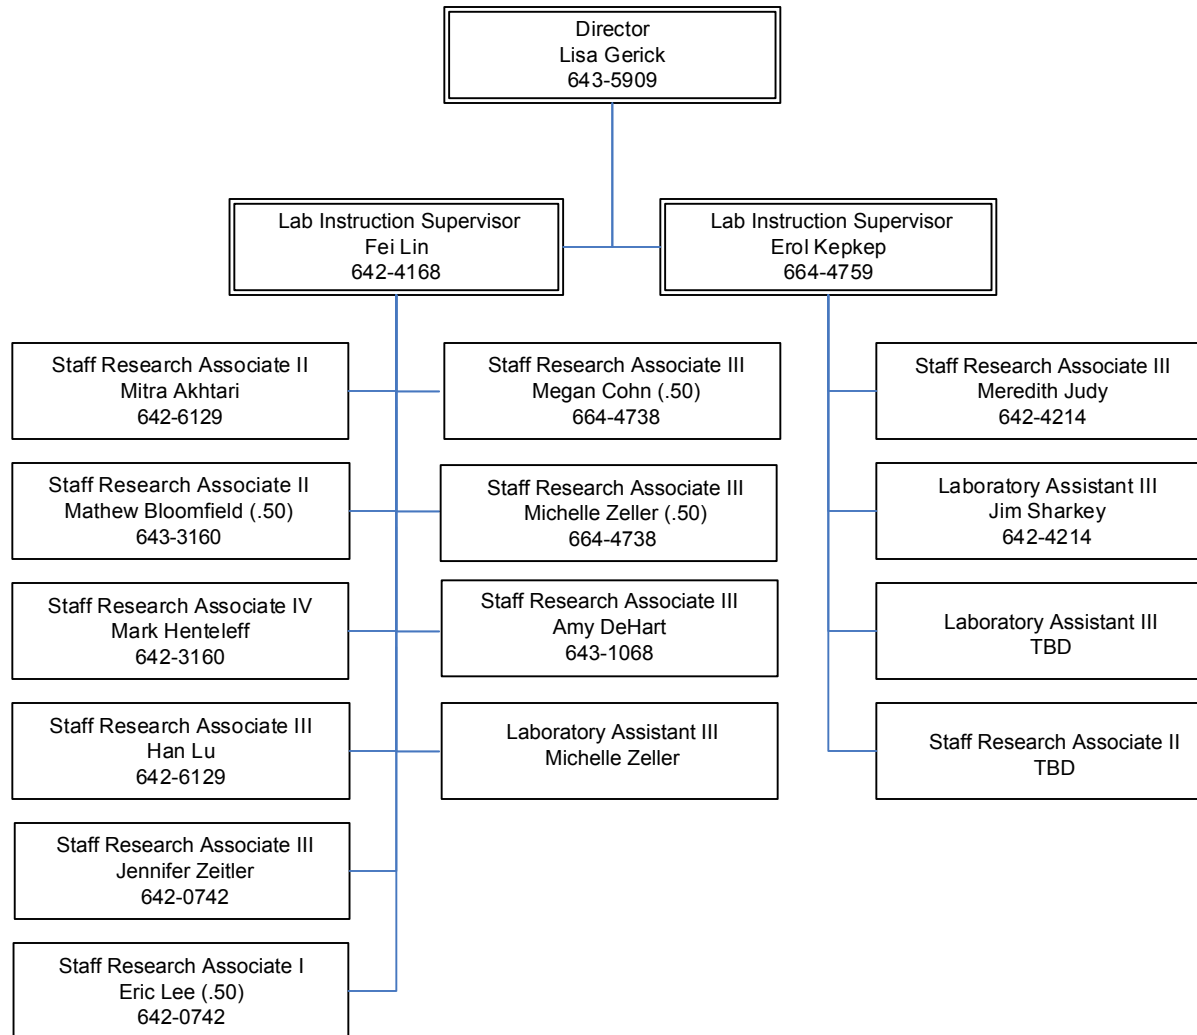 Director
Lisa Gerick
643-5909
Lab Instruction Supervisor
Fei Lin
642-4168
Lab Instruction Supervisor
Erol Kepkep
664-4759
Staff Research Associate II
Mitra Akhtari
642-6129
Staff Research Associate III
Megan Cohn (.50)
664-4738
Staff Research Associate III
Meredith Judy
642-4214
Staff Research Associate II
Mathew Bloomfield (.50)
643-3160
Staff Research Associate III
Michelle Zeller (.50)
664-4738
Laboratory Assistant III
Jim Sharkey
642-4214
Staff Research Associate IV
Mark Henteleff
642-3160
Staff Research Associate III
Amy DeHart
643-1068
Laboratory Assistant III
TBD
Staff Research Associate III
Han Lu
642-6129
Laboratory Assistant III
Michelle Zeller
Staff Research Associate II
TBD
Staff Research Associate III
Jennifer Zeitler
642-0742
Staff Research Associate I
Eric Lee (.50)
642-0742